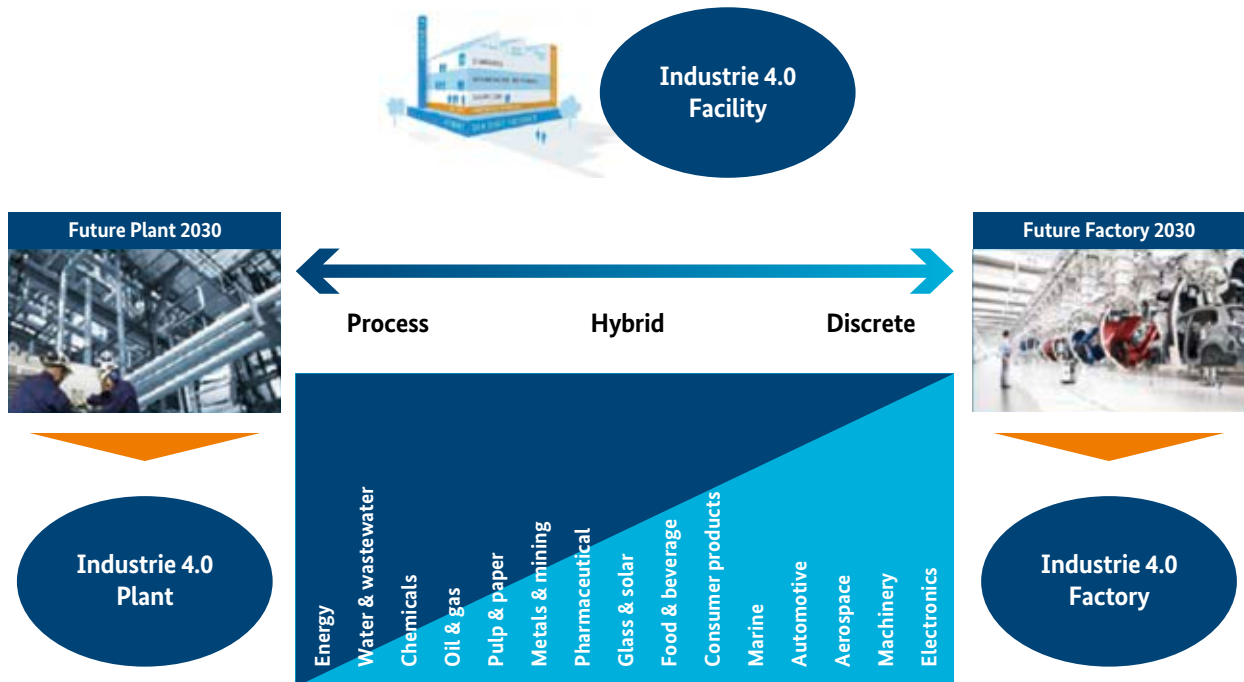 Industrie 4.0
Facility
Future Plant 2030
Future Factory 2030
Process
Hybrid
Discrete
Energy
Water & wastewater
Chemicals
Oil & gas
Pulp & paper
Metals & mining
Pharmaceutical
Glass & solar
Food & beverage
Consumer products
Marine
Automotive
Aerospace
Machinery
Electronics
Industrie 4.0
Plant
Industrie 4.0
Factory